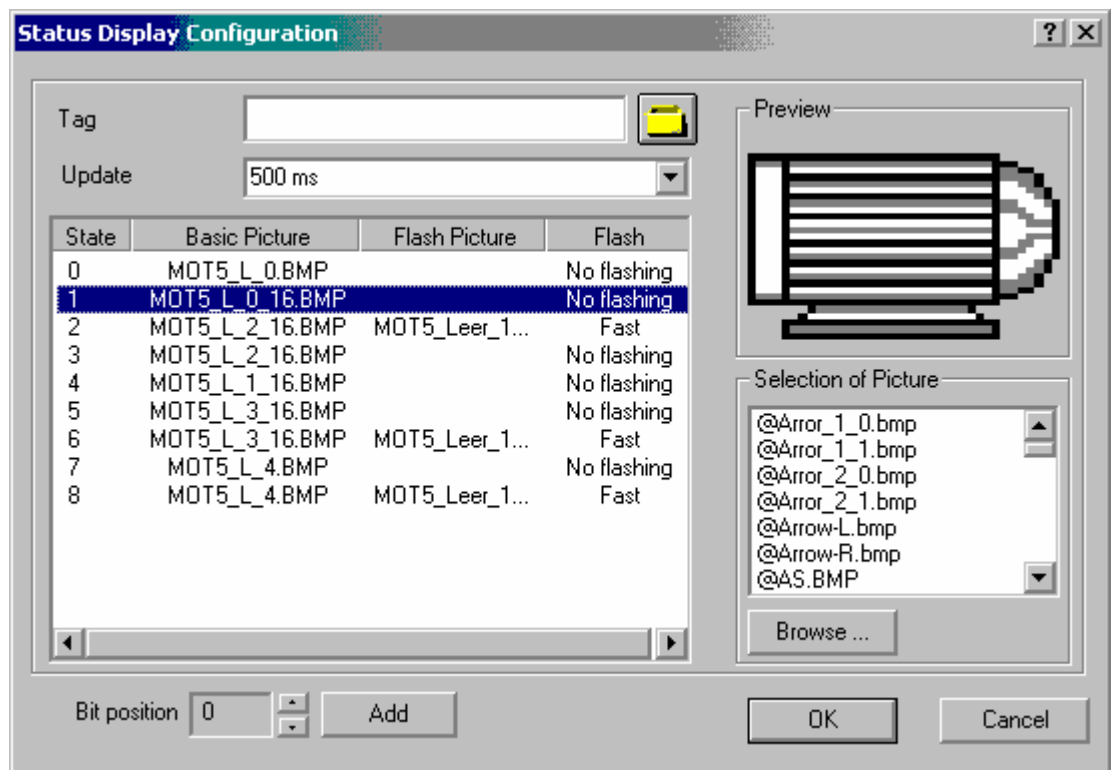 Status Display Configuration
Tag
Update 500 ms
State Basic Picture Flash Picture Flash
0 MOT5_L_0.BMP No flashing
1 MOT5_L_0_16.BMP No flashing
2 MOT5_L_2_16.BMP MOT5_Leer_1... Fast
3 MOT5_L_2_16.BMP No flashing
4 MOT5_L_1_16.BMP No flashing
5 MOT5_L_3_16.BMP No flashing
6 MOT5_L_3_16.BMP MOT5_Leer_1... Fast
7 MOT5_L_4.BMP No flashing
8 MOT5_L_4.BMP MOT5_Leer_1... Fast
Preview
Selection of Picture
@Arror_1_0.bmp
@Arror_1_1.bmp
@Arror_2_0.bmp
@Arror_2_1.bmp
@Arrow-L.bmp
@Arrow-R.bmp
@AS.BMP
Browse ...
Bit position 0 Add
OK Cancel